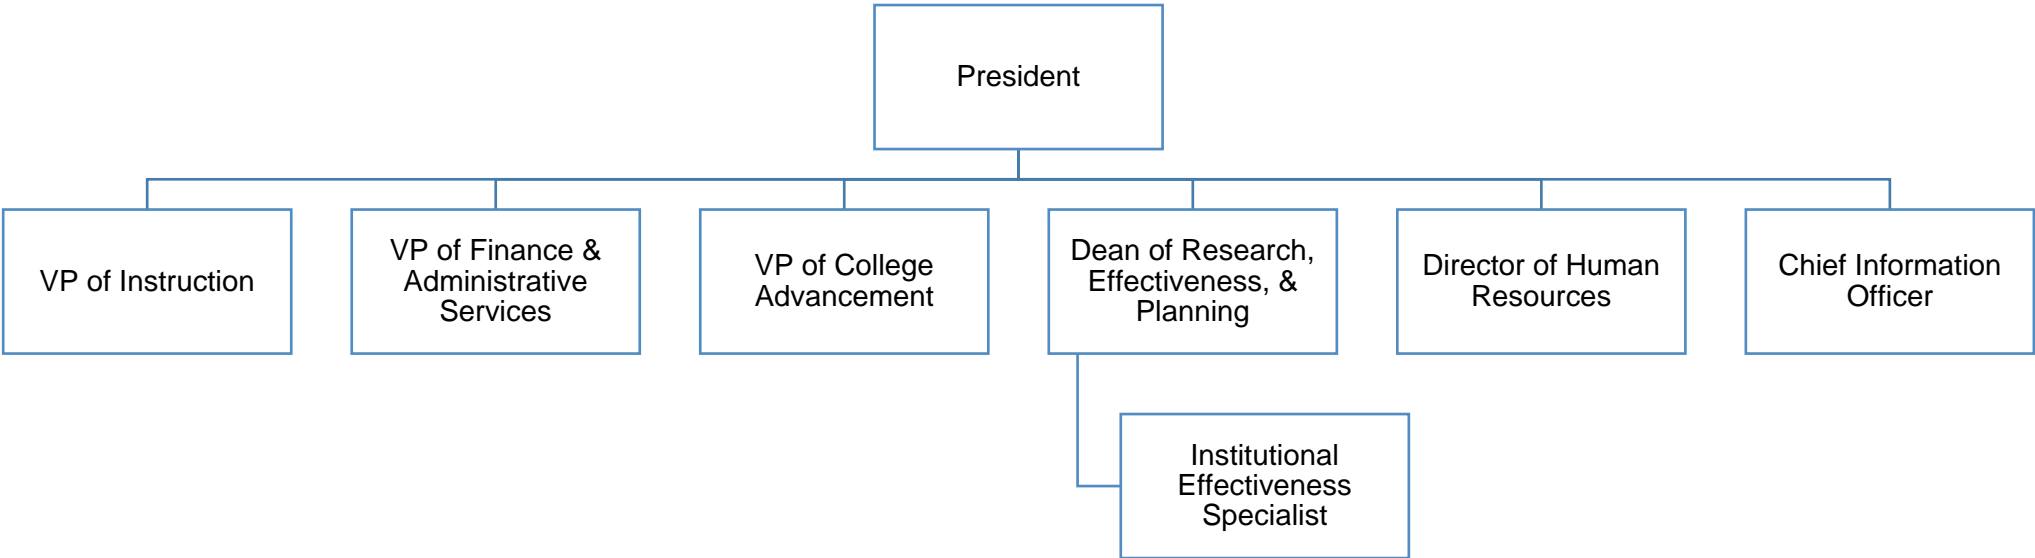 President
VP of Instruction
VP of Finance &
Administrative
Services
VP of College
Advancement
Dean of Research,
Effectiveness, &
Planning
Director of Human
Resources
Chief Information
Officer
Institutional
Effectiveness
Specialist